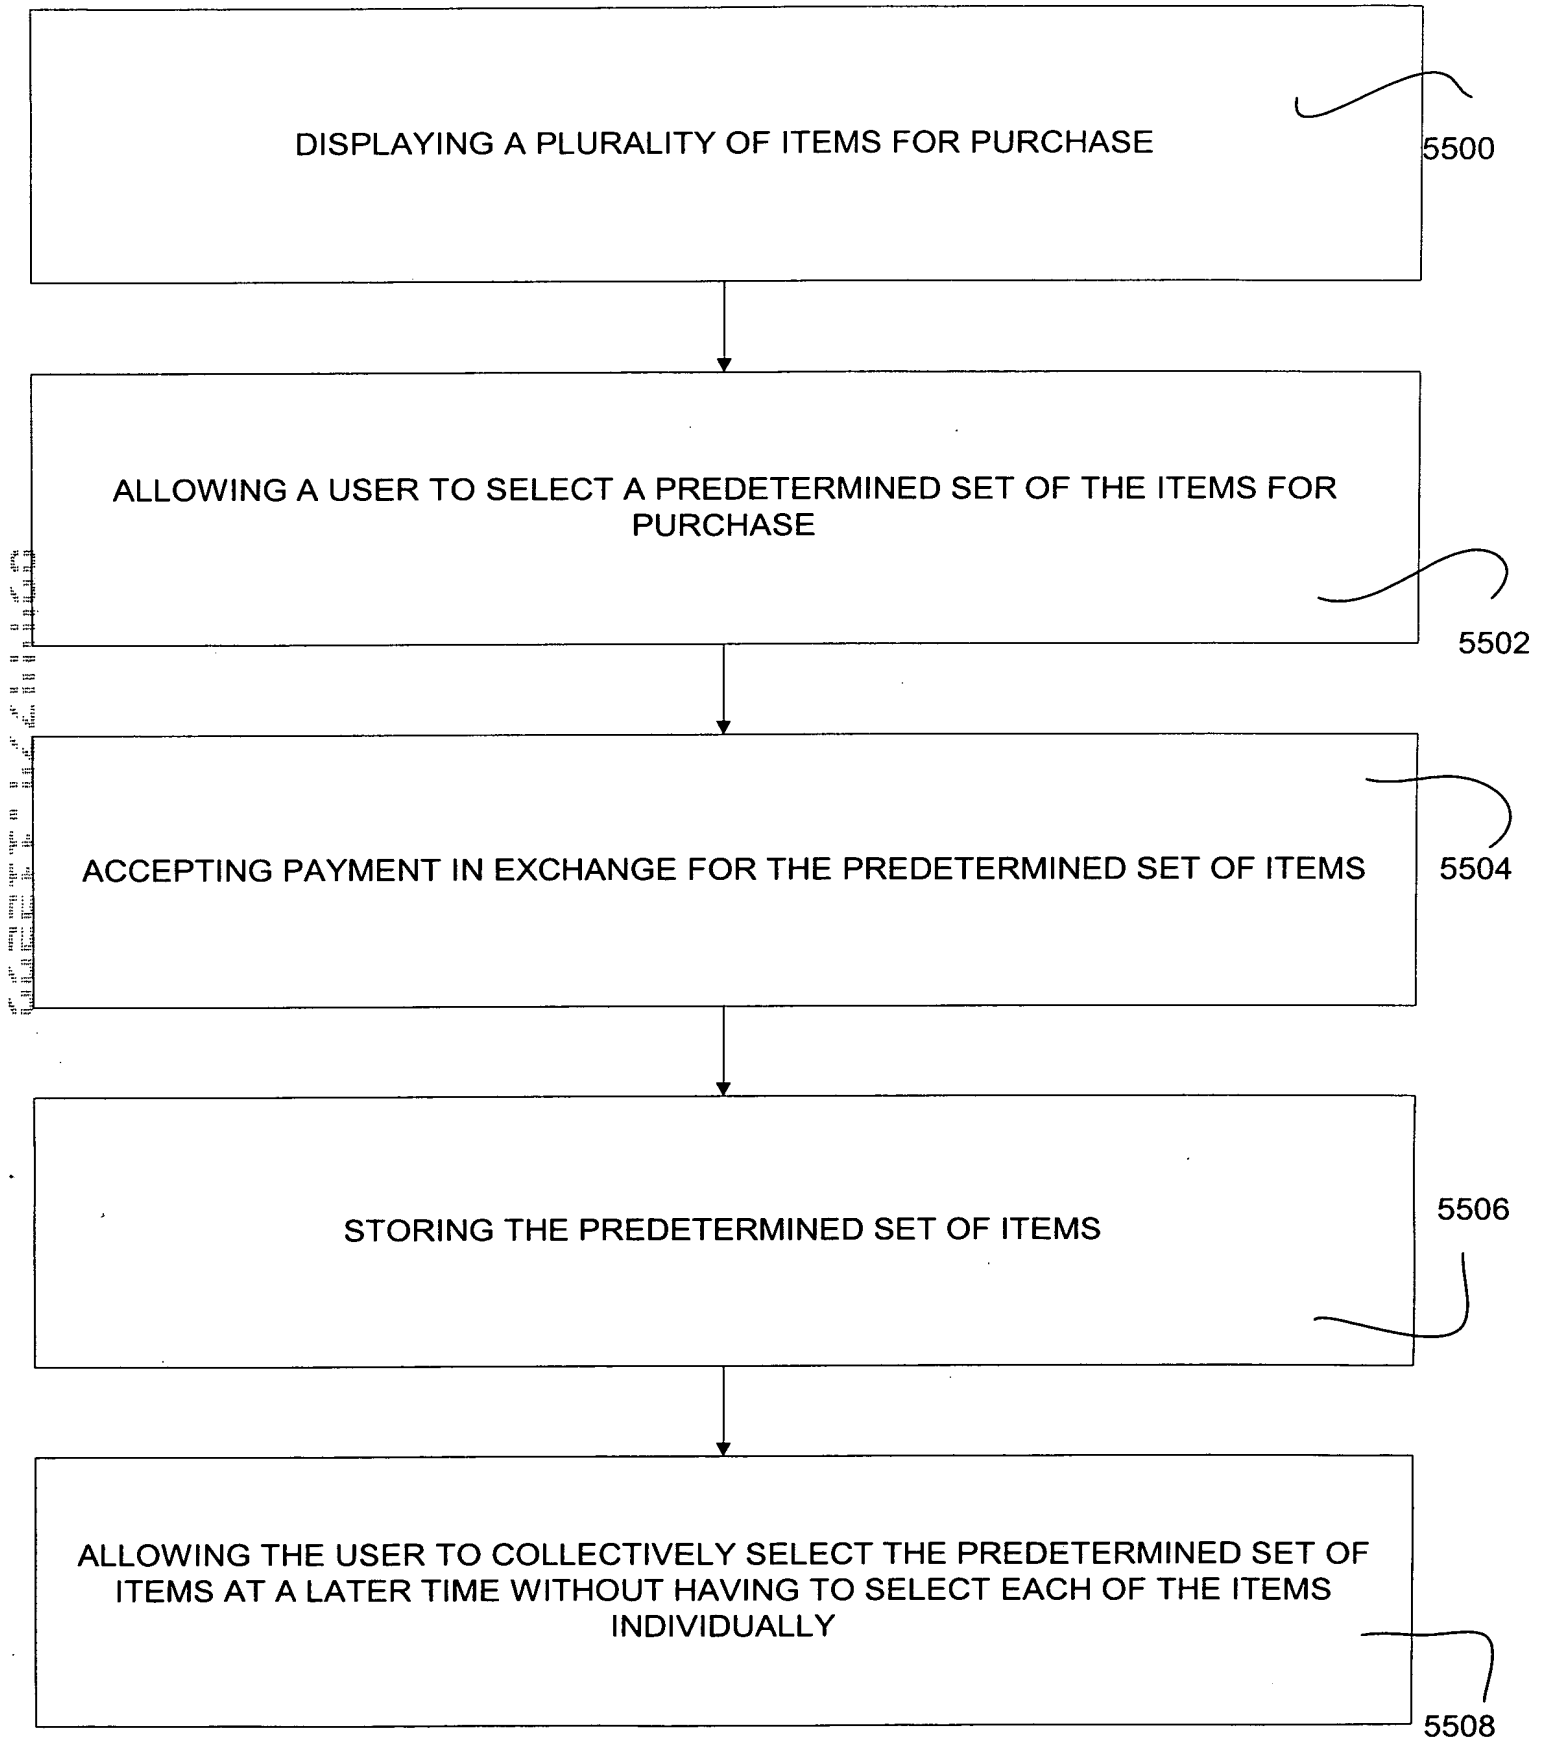 DISPLAYING A PLURALITY OF ITEMS FOR PURCHASE
5500
ALLOWING A USER TO SELECT A PREDETERMINED SET OF THE ITEMS FOR
PURCHASE
5502
ACCEPTING PAYMENT IN EXCHANGE FOR THE PREDETERMINED SET OF ITEMS
5504
STORING THE PREDETERMINED SET OF ITEMS
5506
ALLOWING THE USER TO COLLECTIVELY SELECT THE PREDETERMINED SET OF
ITEMS AT A LATER TIME WITHOUT HAVING TO SELECT EACH OF THE ITEMS
INDIVIDUALLY
5508